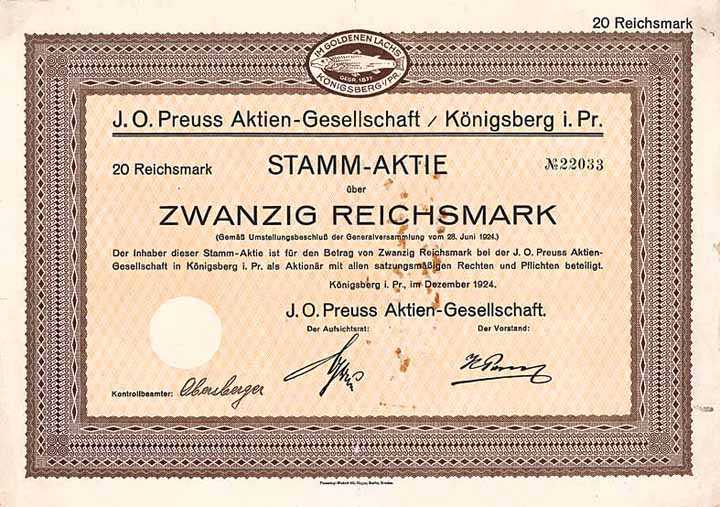 20 Reichsmark
IM GOLDENEN LACHS
GEGR. 1877.
KÖNIGSBERG i/PR.
J. O. Preuss Aktien-Gesellschaft / Königsberg i. Pr.
20 Reichsmark STAMM-AKTIE № 22033
über
ZWANZIG REICHSMARK
(Gemäß Umstellungsbeschluß der Generalversammlung vom 28. Juni 1924.)
Der Inhaber dieser Stamm-Aktie ist für den Betrag von Zwanzig Reichsmark bei der J. O. Preuss Aktien-
Gesellschaft in Königsberg i. Pr. als Aktionär mit allen satzungsmäßigen Rechten und Pflichten beteiligt.
Königsberg i. Pr., im Dezember 1924.
J. O. Preuss Aktien-Gesellschaft.
Der Aufsichtsrat: Der Vorstand:
Kontrollbeamter: Obersberger